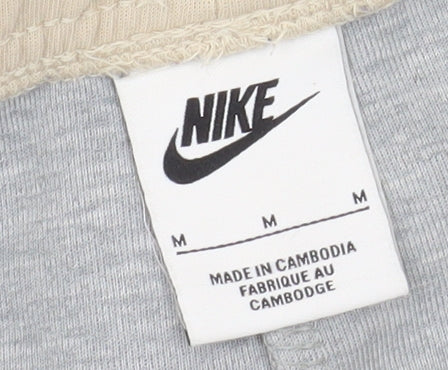 NIKE
M M M
MADE IN CAMBODIA
FABRIQUE AU
CAMBODGE